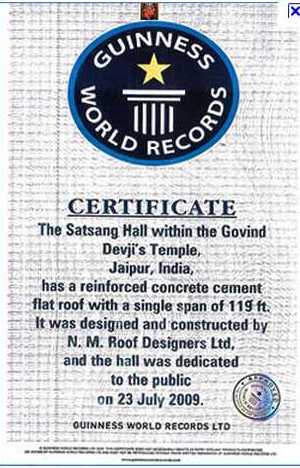 GUINNESS
WORLD RECORDS
CERTIFICATE
The Satsang Hall within the Govind
Devji's Temple,
Jaipur, India,
has a reinforced concrete cement
flat roof with a single span of 119 ft.
It was designed and constructed by
N. M. Roof Designers Ltd,
and the hall was dedicated
to the public
on 23 July 2009.
GUINNESS WORLD RECORDS LTD